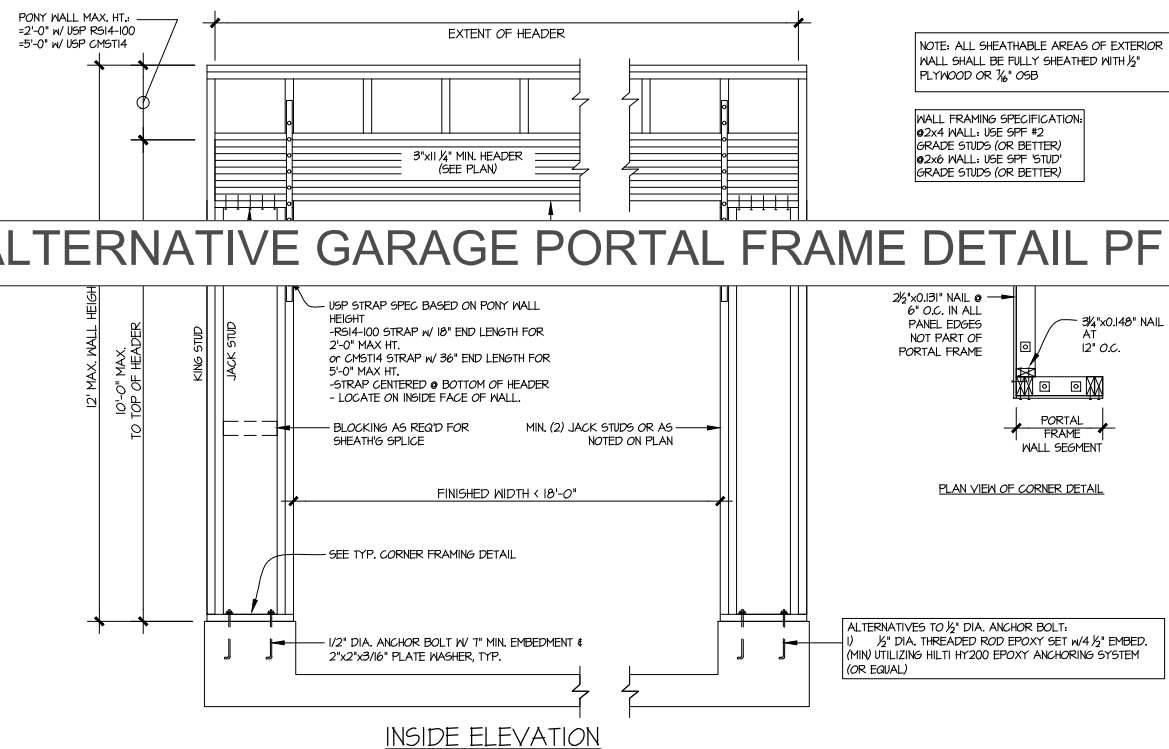 PONY WALL MAX. HT.:
=2'-0" W/ USP RS14-100
=5'-0" W/ USP CMST14
EXTENT OF HEADER
NOTE: ALL SHEATHABLE AREAS OF EXTERIOR
WALL SHALL BE FULLY SHEATHED WITH ½"
PLYWOOD OR 7/16" OSB
WALL FRAMING SPECIFICATION:
@2x4 WALL: USE SPF #2
GRADE STUDS (OR BETTER)
@2x6 WALL: USE SPF 'STUD'
GRADE STUDS (OR BETTER)
3"x11 ¼" MIN. HEADER
(SEE PLAN)
ALTERNATIVE GARAGE PORTAL FRAME DETAIL PF
12' MAX. WALL HEIGH
10'-0" MAX.
TO TOP OF HEADER
KING STUD
JACK STUD
USP STRAP SPEC BASED ON PONY WALL
HEIGHT
-RS14-100 STRAP W/ 18" END LENGTH FOR
2'-0" MAX HT.
or CMST14 STRAP W/ 36" END LENGTH FOR
5'-0" MAX HT.
-STRAP CENTERED @ BOTTOM OF HEADER
- LOCATE ON INSIDE FACE OF WALL.
BLOCKING AS REQ'D FOR
SHEATH'G SPLICE
MIN. (2) JACK STUDS OR AS
NOTED ON PLAN
2½"x0.131" NAIL @
6" O.C. IN ALL
PANEL EDGES
NOT PART OF
PORTAL FRAME
3¼"x0.148" NAIL
AT
12" O.C.
PORTAL
FRAME
WALL SEGMENT
PLAN VIEW OF CORNER DETAIL
FINISHED WIDTH < 18'-0"
SEE TYP. CORNER FRAMING DETAIL
1/2" DIA. ANCHOR BOLT W/ 7" MIN. EMBEDMENT &
2"x2"x3/16" PLATE WASHER, TYP.
ALTERNATIVES TO ½" DIA. ANCHOR BOLT:
1) ½" DIA. THREADED ROD EPOXY SET W/4 ½" EMBED.
(MIN) UTILIZING HILTI HY200 EPOXY ANCHORING SYSTEM
(OR EQUAL)
INSIDE ELEVATION